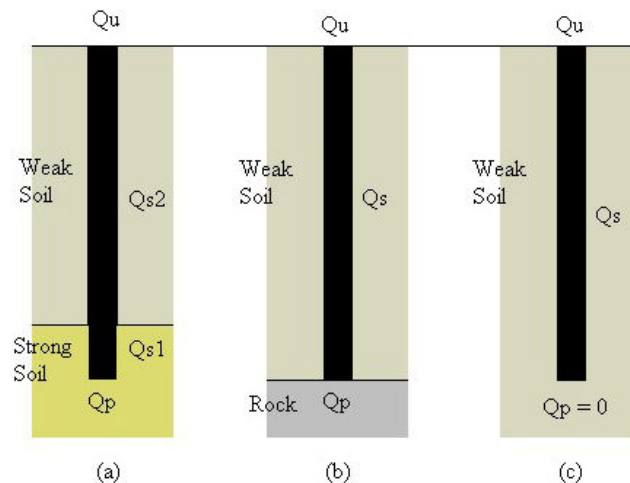 Qu
Qu
Qu
Weak
Soil
Qs2
Weak
Soil
Qs
Weak
Soil
Qs
Strong
Soil
Qs1
Qp
Rock
Qp
Qp = 0
(a)
(b)
(c)